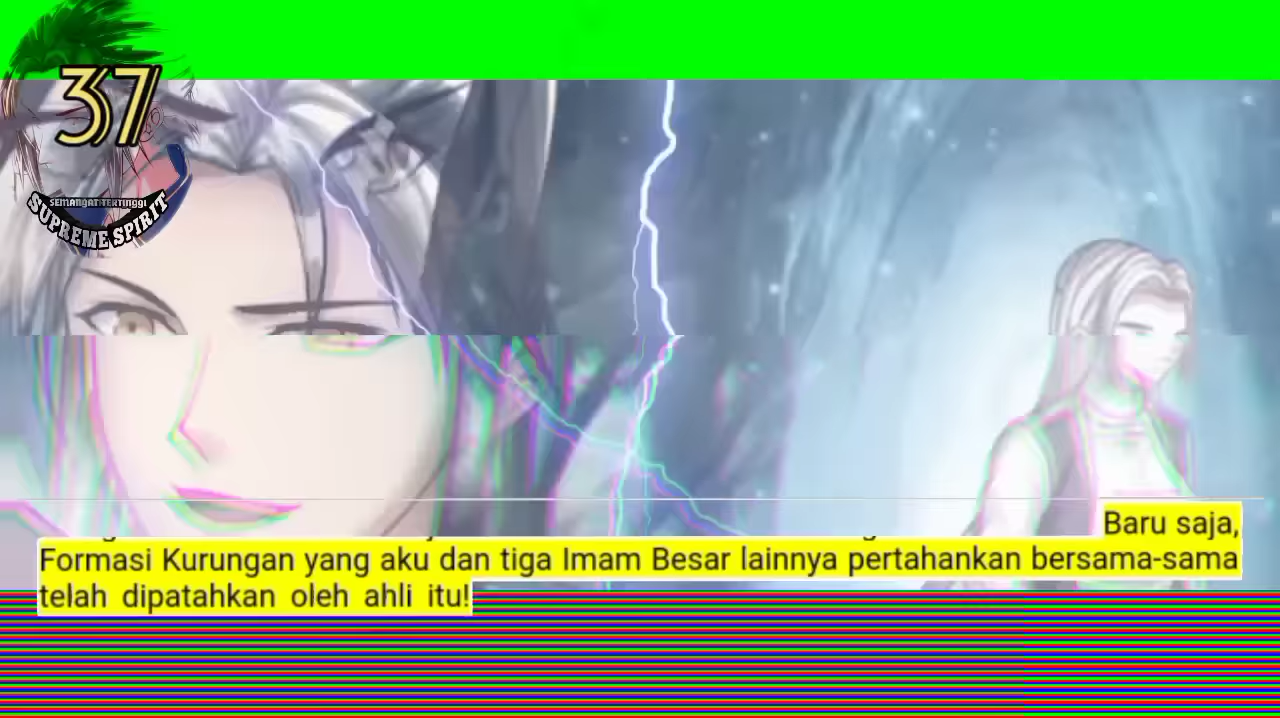 37
SEMANGAT TERTINGGI
SUPREME SPIRIT
Baru saja,
Formasi Kurungan yang aku dan tiga Imam Besar lainnya pertahankan bersama-sama
telah dipatahkan oleh ahli itu!